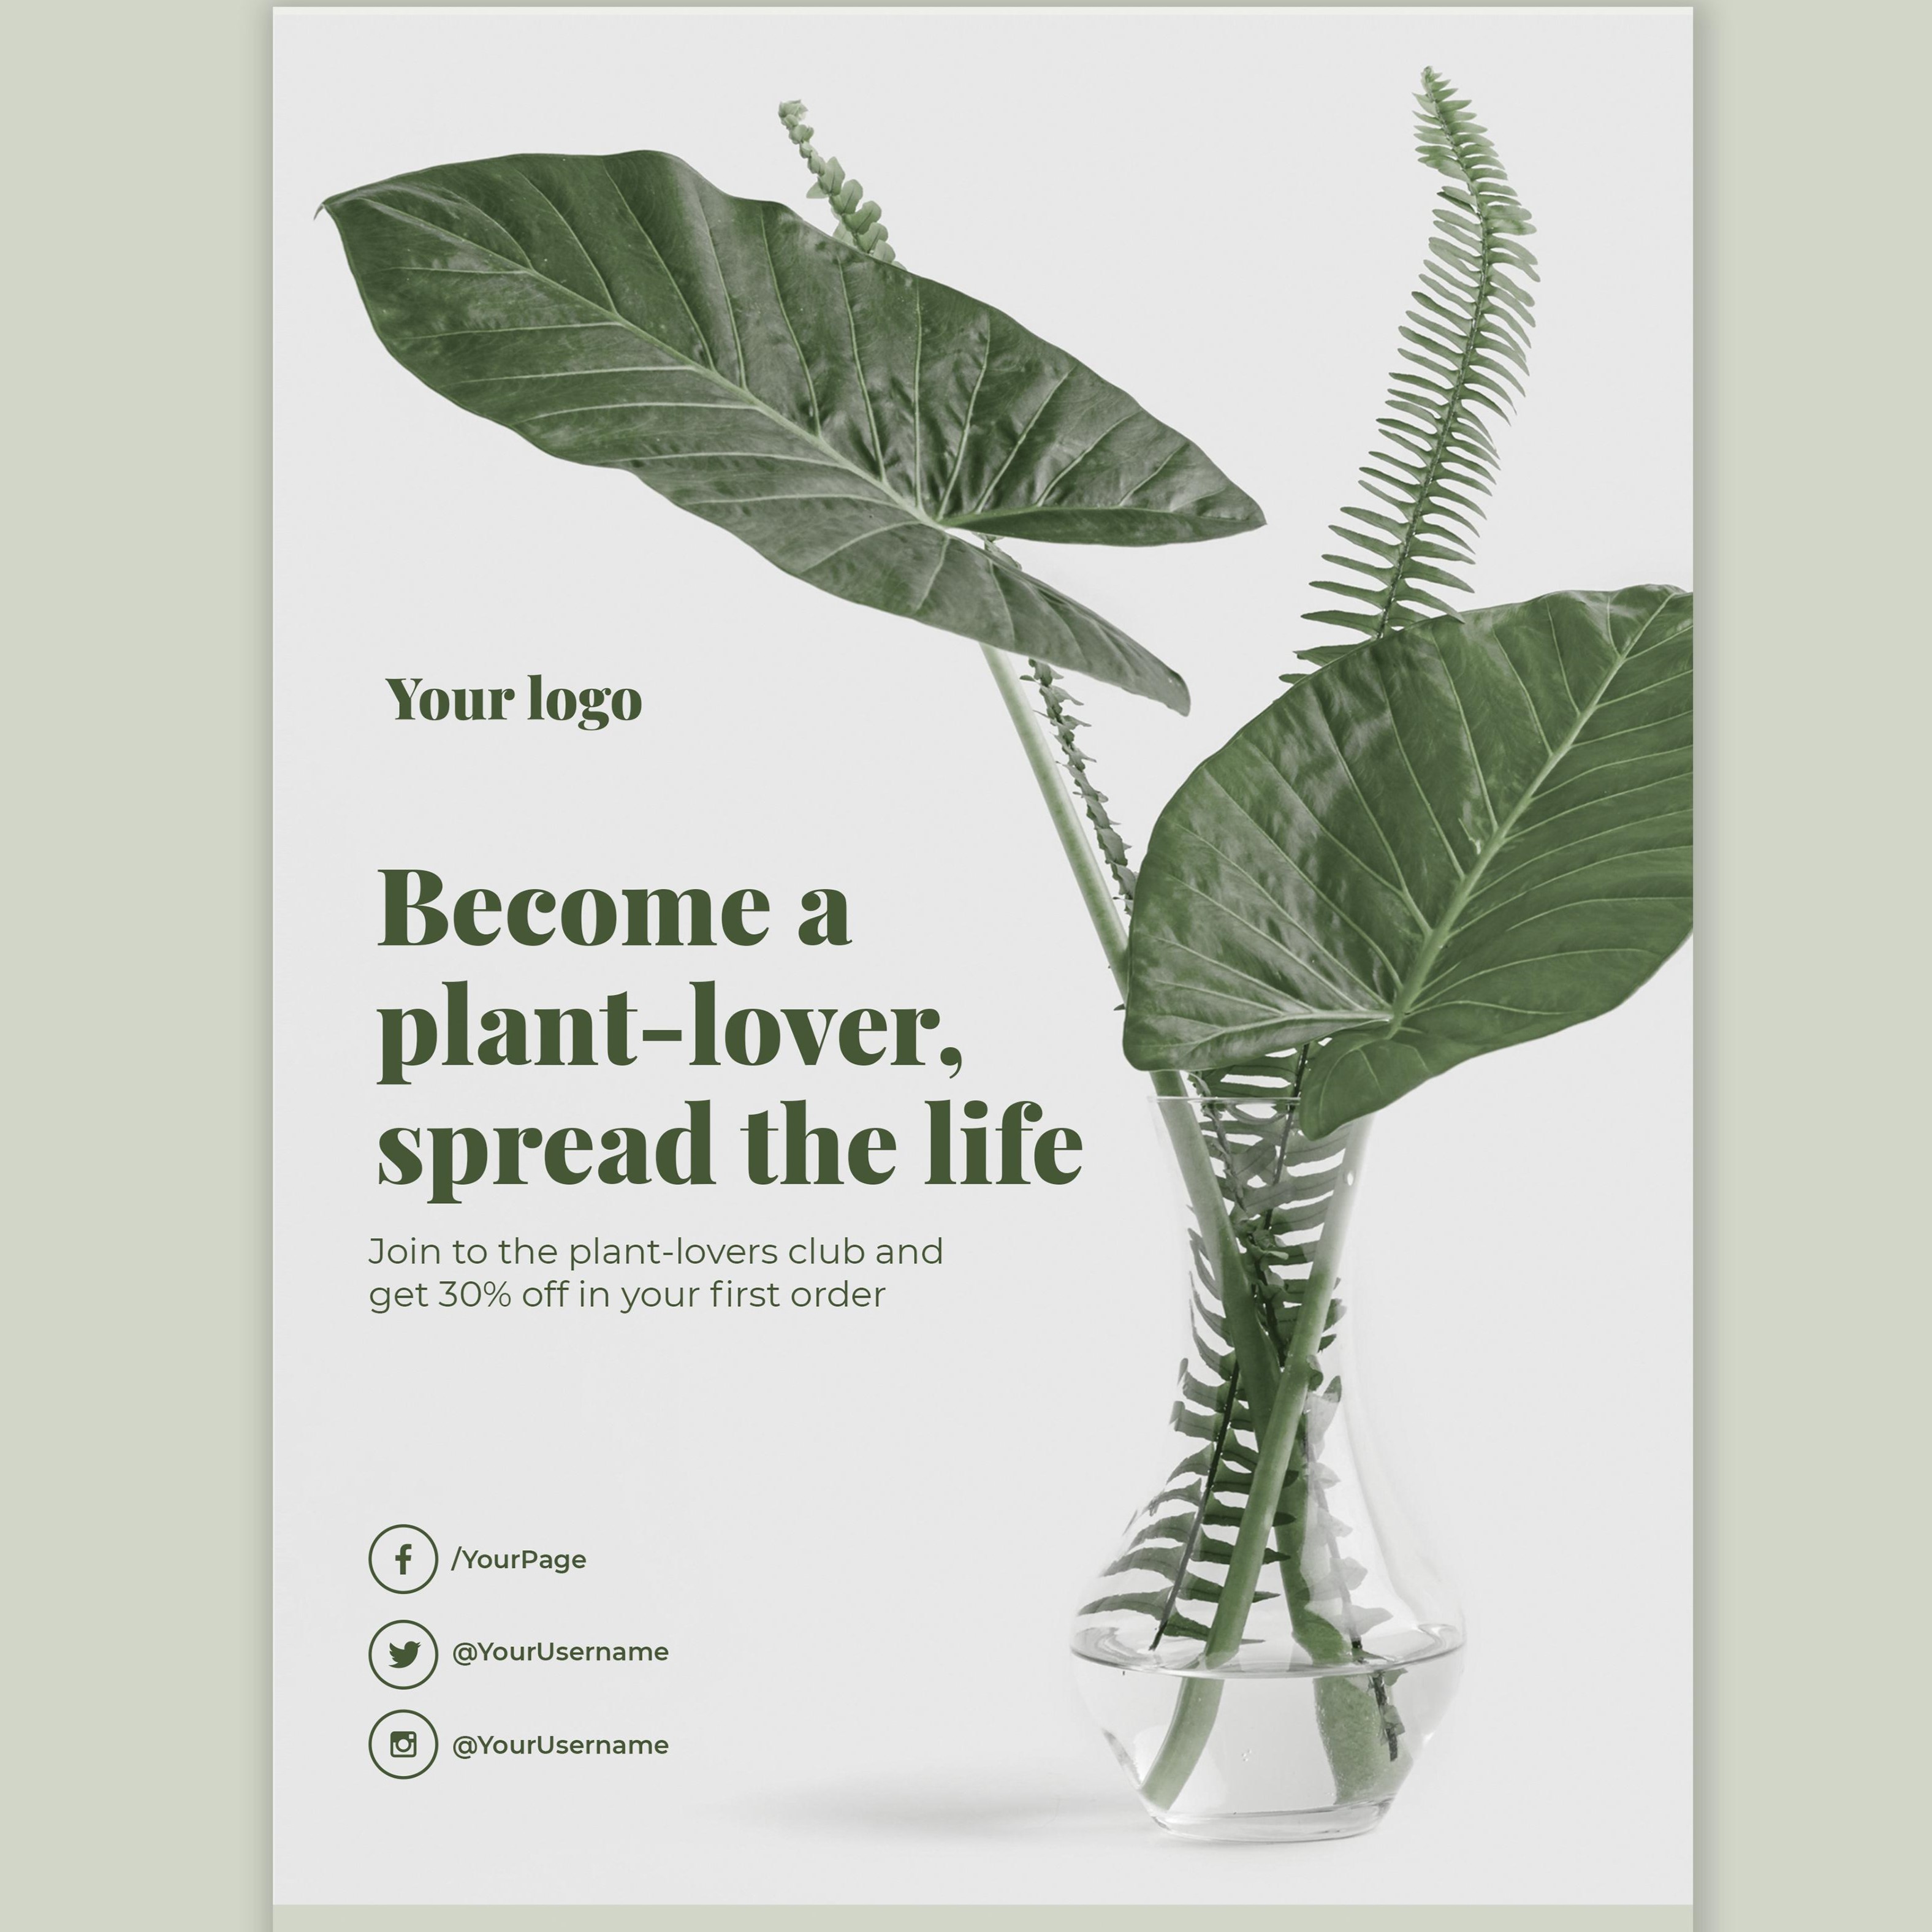 Your logo
Become a
plant-lover,
spread the life
Join to the plant-lovers club and
get 30% off in your first order
/YourPage
@YourUsername
@YourUsername